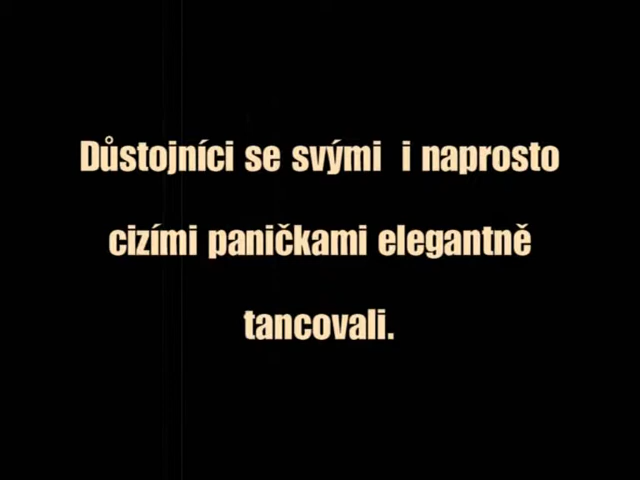 Důstojníci se svými  i naprosto
cizími paničkami elegantně
tancovali.